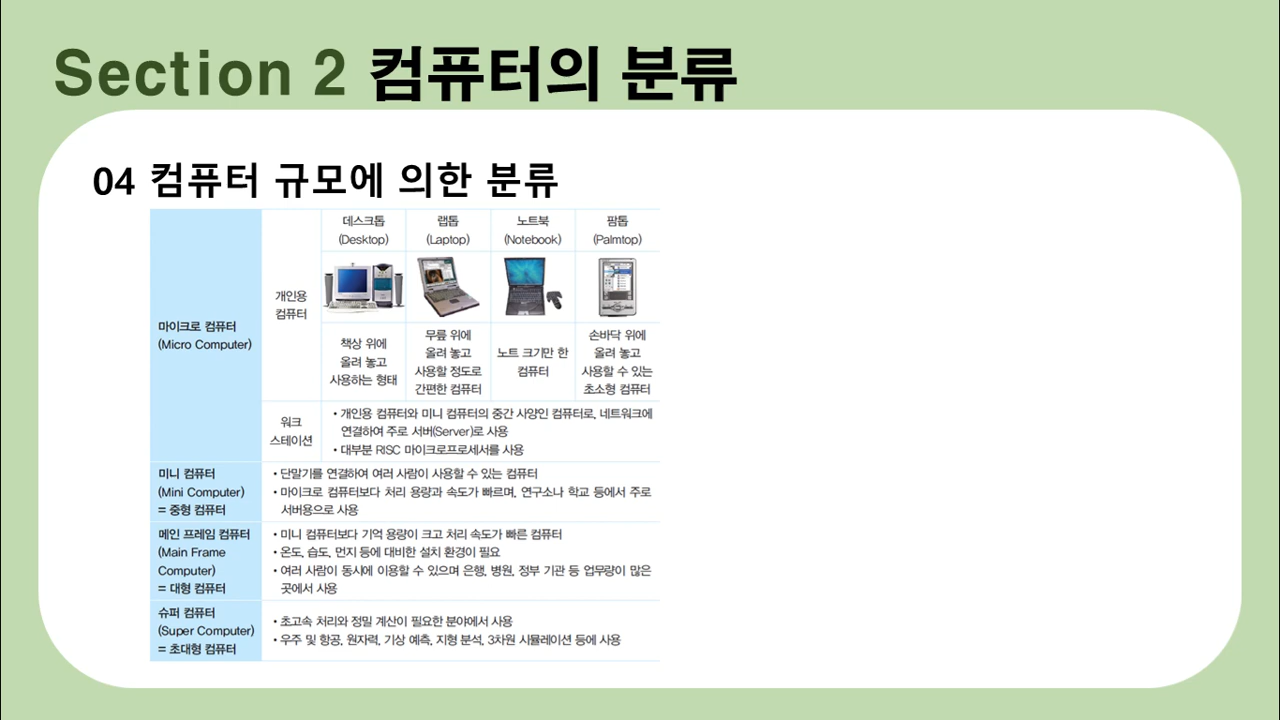 Section 2 컴퓨터의 분류
04 컴퓨터 규모에 의한 분류
마이크로 컴퓨터
(Micro Computer)
개인용
컴퓨터
데스크톱
(Desktop)
랩톱
(Laptop)
노트북
(Notebook)
팜톱
(Palmtop)
책상 위에
올려 놓고
사용하는 형태
무릎 위에
올려 놓고
사용할 정도로
간편한 컴퓨터
노트 크기만 한
컴퓨터
손바닥 위에
올려 놓고
사용할 수 있는
초소형 컴퓨터
워크
스테이션
• 개인용 컴퓨터와 미니 컴퓨터의 중간 사양인 컴퓨터로, 네트워크에
연결하여 주로 서버(Server)로 사용
• 대부분 RISC 마이크로프로세서를 사용
미니 컴퓨터
(Mini Computer)
= 중형 컴퓨터
• 단말기를 연결하여 여러 사람이 사용할 수 있는 컴퓨터
• 마이크로 컴퓨터보다 처리 용량과 속도가 빠르며, 연구소나 학교 등에서 주로
서버용으로 사용
메인 프레임 컴퓨터
(Main Frame
Computer)
= 대형 컴퓨터
• 미니 컴퓨터보다 기억 용량이 크고 처리 속도가 빠른 컴퓨터
• 온도, 습도, 먼지 등에 대비한 설치 환경이 필요
• 여러 사람이 동시에 이용할 수 있으며 은행, 병원, 정부 기관 등 업무량이 많은
곳에서 사용
슈퍼 컴퓨터
(Super Computer)
= 초대형 컴퓨터
• 초고속 처리와 정밀 계산이 필요한 분야에서 사용
• 우주 및 항공, 원자력, 기상 예측, 지형 분석, 3차원 시뮬레이션 등에 사용